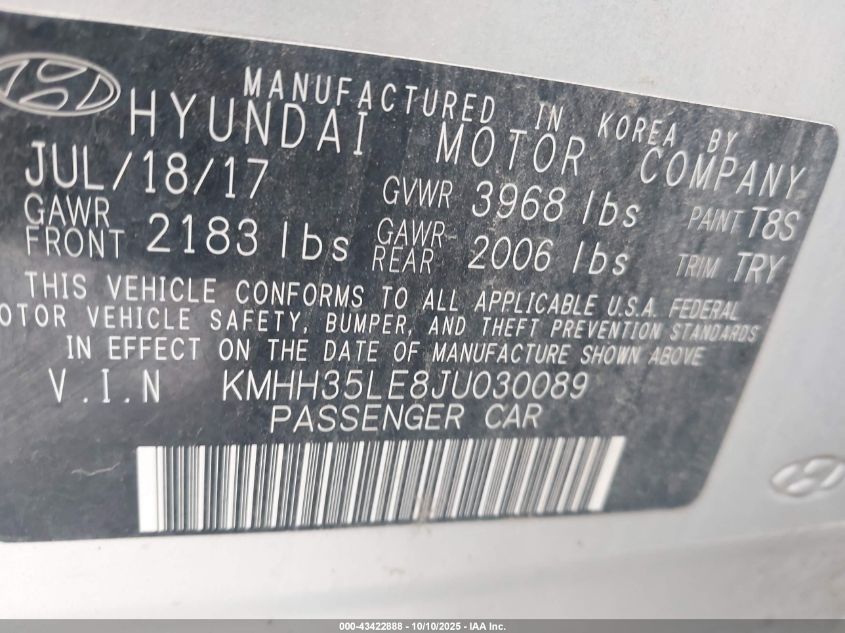 MANUFACTURED IN KOREA BY
HYUNDAI MOTOR COMPANY
JUL/18/17 GVWR 3968 lbs PAINT T8S
GAWR FRONT 2183 lbs GAWR REAR 2006 lbs TRIM TRY
THIS VEHICLE CONFORMS TO ALL APPLICABLE U.S.A. FEDERAL
OTOR VEHICLE SAFETY, BUMPER, AND THEFT PREVENTION STANDARDS
IN EFFECT ON THE DATE OF MANUFACTURE SHOWN ABOVE
V.I.N KMHH35LE8JU030089
PASSENGER CAR
000-43422888 - 10/10/2025 - IAA Inc.